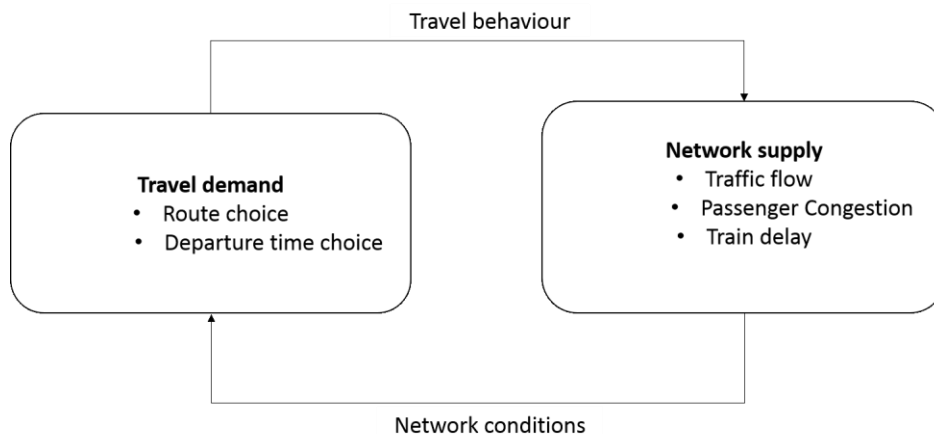 Travel behaviour
Travel demand
• Route choice
• Departure time choice
Network supply
• Traffic flow
• Passenger Congestion
• Train delay
Network conditions